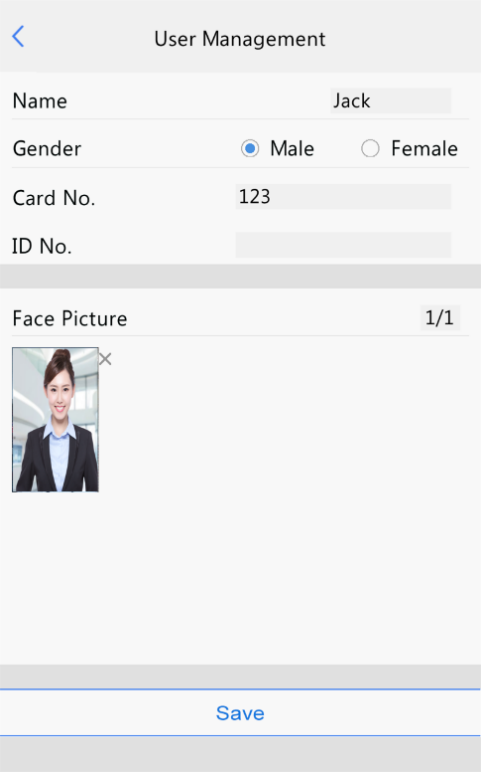 User Management
Name Jack
Gender Male Female
Card No. 123
ID No.
Face Picture 1/1
Save